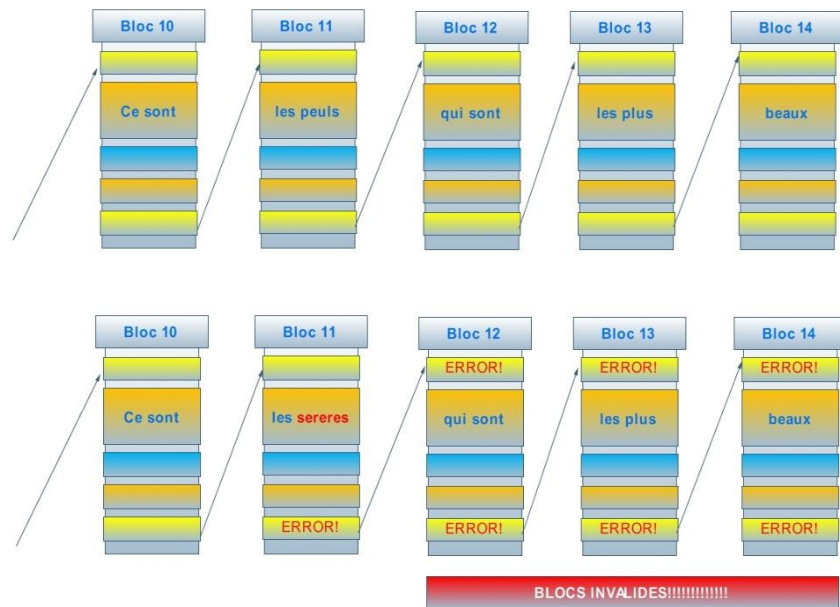 Bloc 10 Bloc 11 Bloc 12 Bloc 13 Bloc 14
Ce sont les peuls qui sont les plus beaux
Bloc 10 Bloc 11 Bloc 12 Bloc 13 Bloc 14
ERROR! ERROR! ERROR!
Ce sont les sereres qui sont les plus beaux
ERROR! ERROR! ERROR! ERROR!
BLOCS INVALIDES!!!!!!!!!!!!!